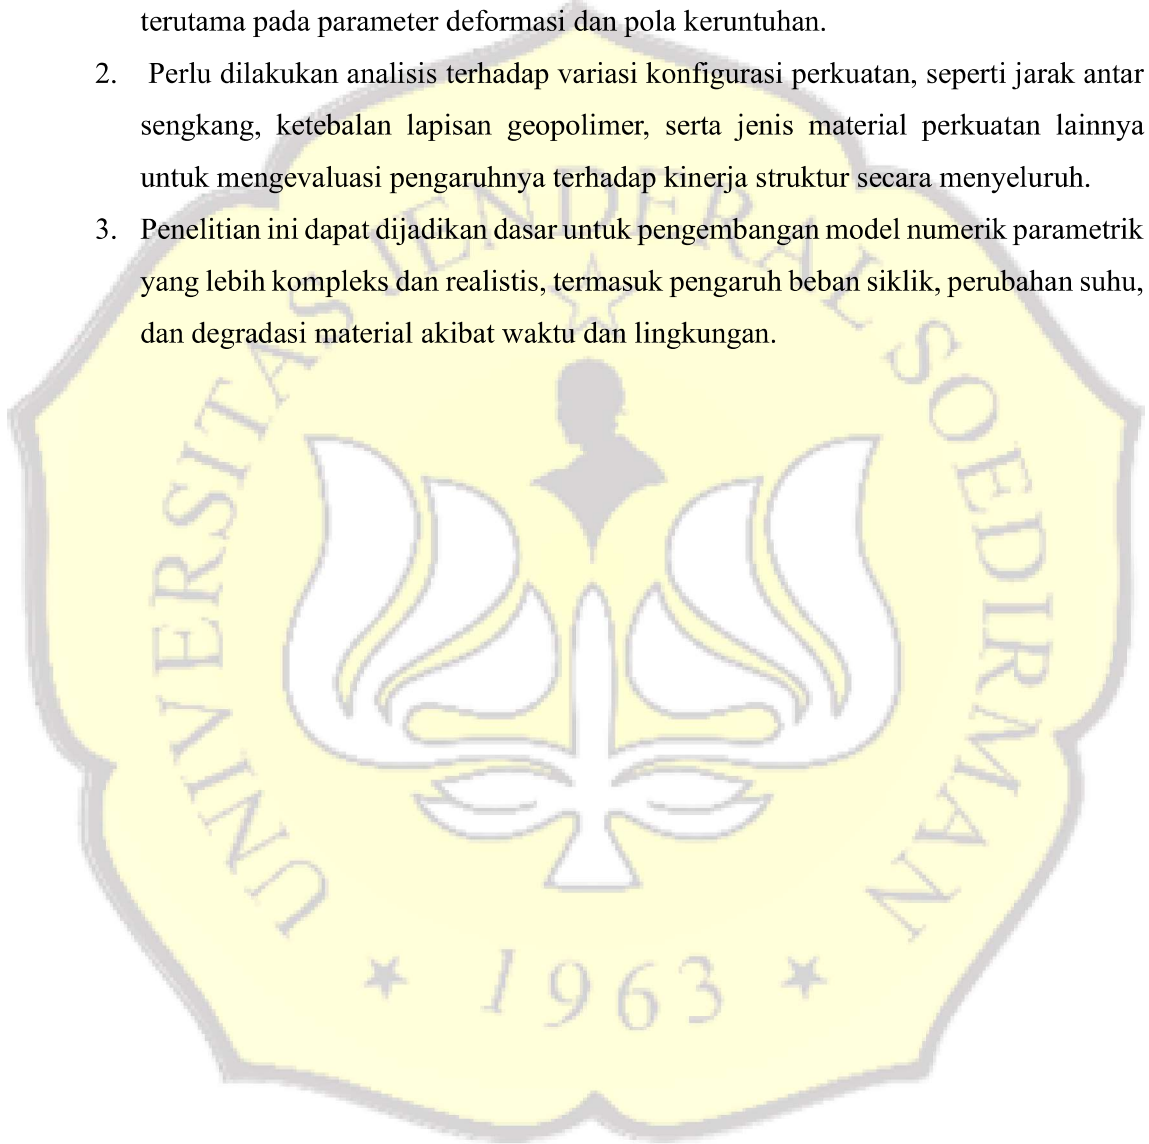 terutama pada parameter deformasi dan pola keruntuhan.
2. Perlu dilakukan analisis terhadap variasi konfigurasi perkuatan, seperti jarak antar
sengkang, ketebalan lapisan geopolimer, serta jenis material perkuatan lainnya
untuk mengevaluasi pengaruhnya terhadap kinerja struktur secara menyeluruh.
3. Penelitian ini dapat dijadikan dasar untuk pengembangan model numerik parametrik
yang lebih kompleks dan realistis, termasuk pengaruh beban siklik, perubahan suhu,
dan degradasi material akibat waktu dan lingkungan.
UNIVERSITAS JENDERAL SOEDIRMAN
1963